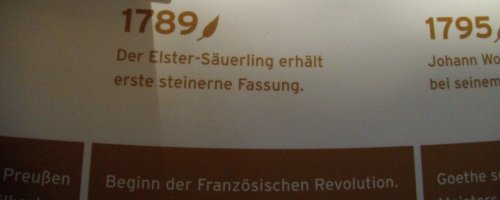 1789
Der Elster-Säuerling erhält
erste steinerne Fassung.
1795
Johann Wo
bei seinem
Preußen
Beginn der Französischen Revolution.
Goethe s